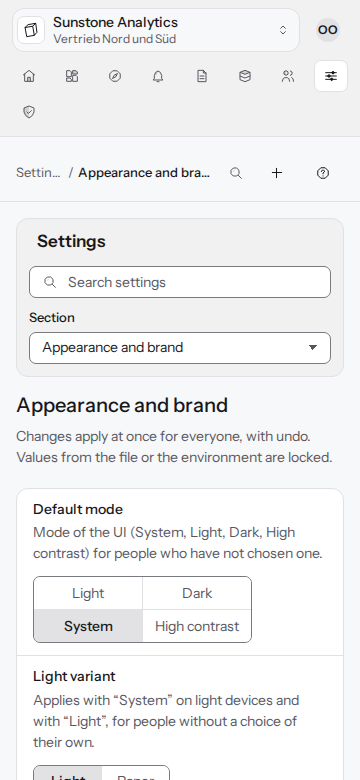 Sunstone Analytics
Vertrieb Nord und Süd
OO
Settin… / Appearance and bra…
Settings
Search settings
Section
Appearance and brand
Appearance and brand
Changes apply at once for everyone, with undo.
Values from the file or the environment are locked.
Default mode
Mode of the UI (System, Light, Dark, High
contrast) for people who have not chosen one.
Light Dark
System High contrast
Light variant
Applies with “System” on light devices and
with “Light”, for people without a choice of
their own.
Light Paper